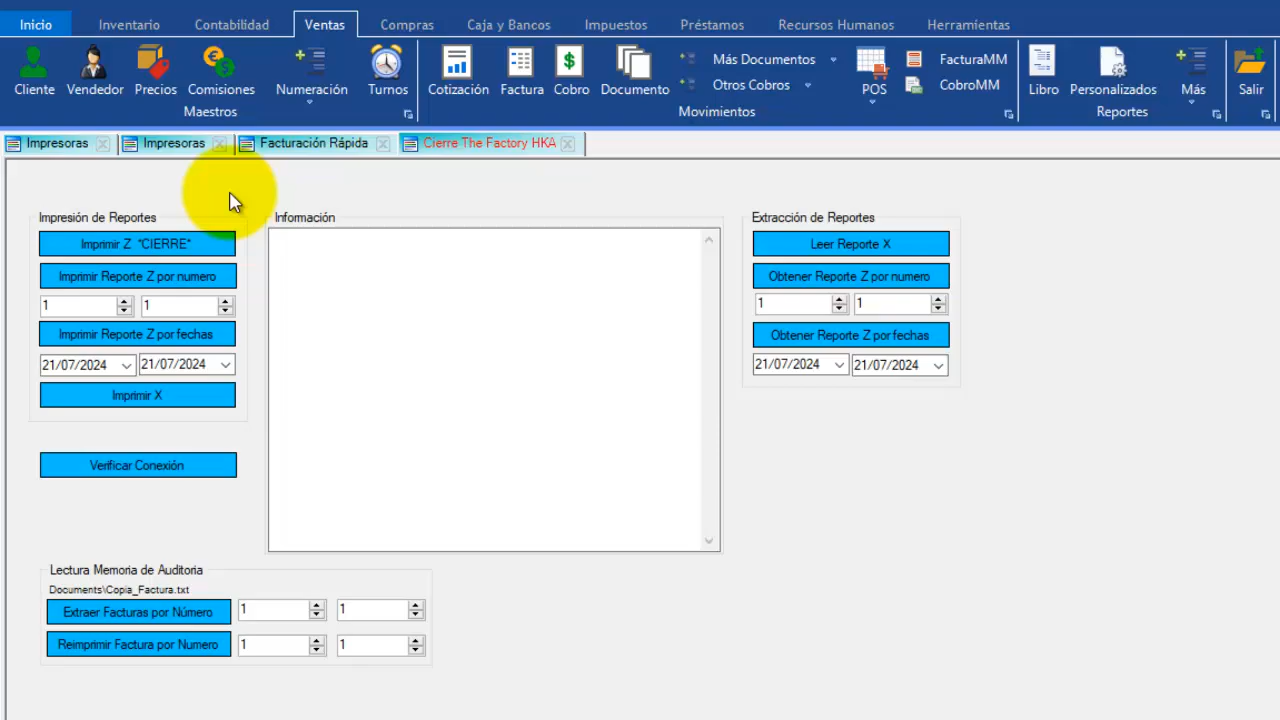 Inicio Inventario Contabilidad Ventas Compras Caja y Bancos Impuestos Préstamos Recursos Humanos Herramientas
Cliente Vendedor Precios Comisiones Numeración Turnos
Maestros
Cotización Factura Cobro Documento
Más Documentos
Otros Cobros
POS
FacturaMM
CobroMM
Movimientos
Libro Personalizados Más
Reportes
Salir
Impresoras Impresoras Facturación Rápida Cierre The Factory HKA
Impresión de Reportes
Imprimir Z "CIERRE"
Imprimir Reporte Z por numero
1 1
Imprimir Reporte Z por fechas
21/07/2024 21/07/2024
Imprimir X
Verificar Conexión
Información
Extracción de Reportes
Leer Reporte X
Obtener Reporte Z por numero
1 1
Obtener Reporte Z por fechas
21/07/2024 21/07/2024
Lectura Memoria de Auditoria
Documents\Copia_Factura.txt
Extraer Facturas por Número 1 1
Reimprimir Factura por Numero 1 1